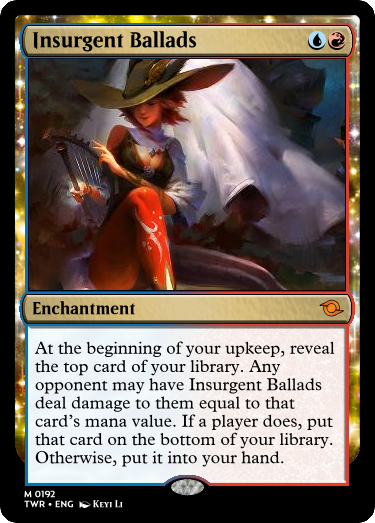 Insurgent Ballads
Enchantment
At the beginning of your upkeep, reveal
the top card of your library. Any
opponent may have Insurgent Ballads
deal damage to them equal to that
card's mana value. If a player does, put
that card on the bottom of your library.
Otherwise, put it into your hand.
M 0192
TWR • ENG Keyi Li